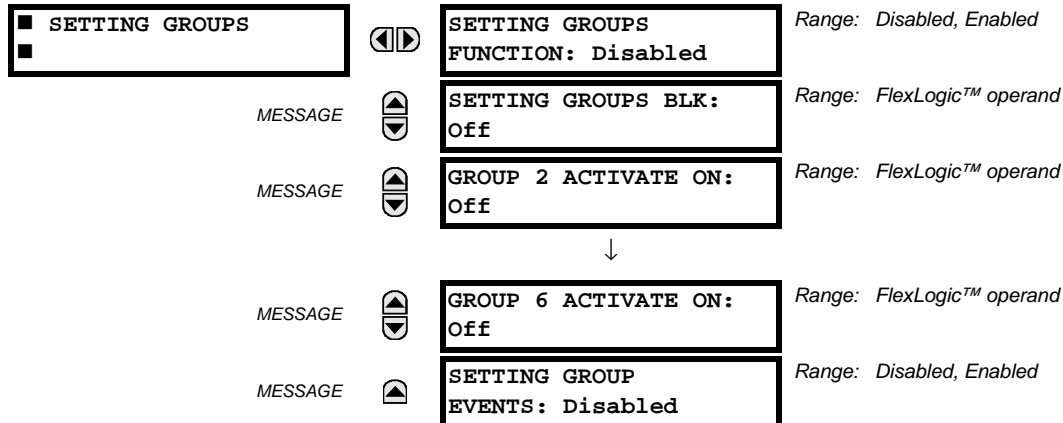 ■ SETTING GROUPS
■
SETTING GROUPS
FUNCTION: Disabled
Range: Disabled, Enabled
MESSAGE
SETTING GROUPS BLK:
Off
Range: FlexLogic™ operand
MESSAGE
GROUP 2 ACTIVATE ON:
Off
Range: FlexLogic™ operand
↓
MESSAGE
GROUP 6 ACTIVATE ON:
Off
Range: FlexLogic™ operand
MESSAGE
SETTING GROUP
EVENTS: Disabled
Range: Disabled, Enabled